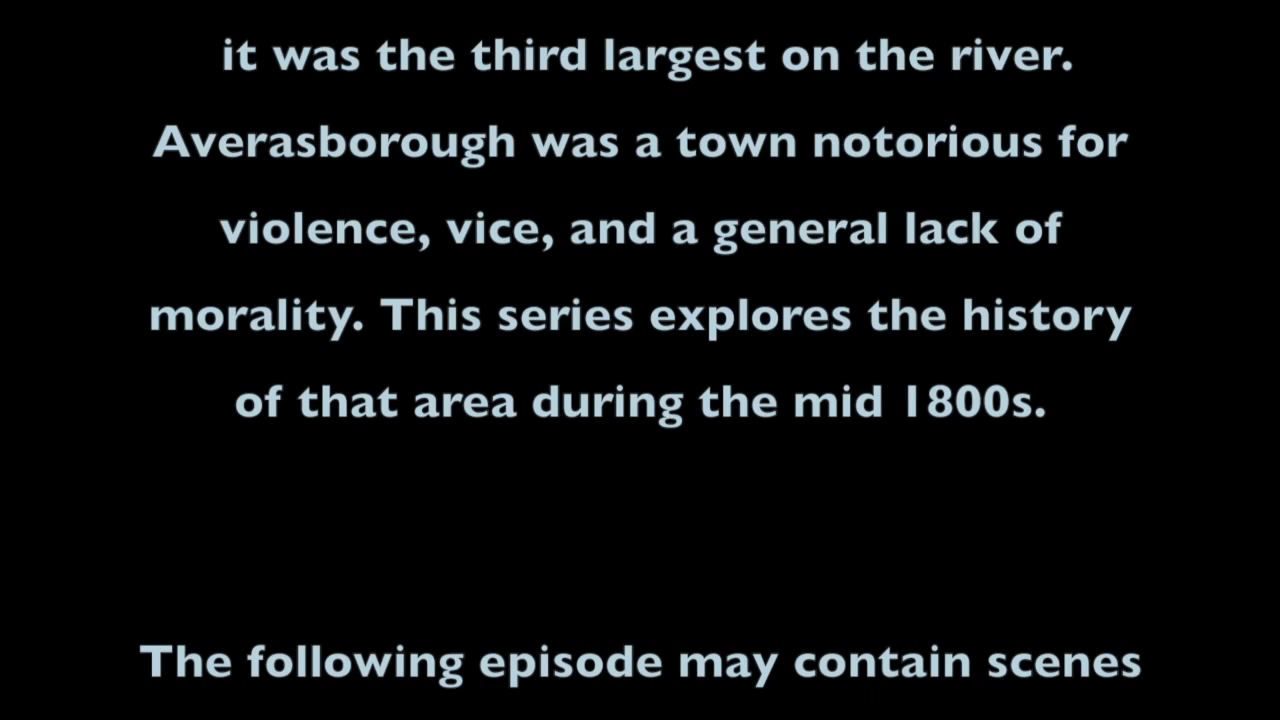 it was the third largest on the river.
Averasborough was a town notorious for
violence, vice, and a general lack of
morality. This series explores the history
of that area during the mid 1800s.
The following episode may contain scenes